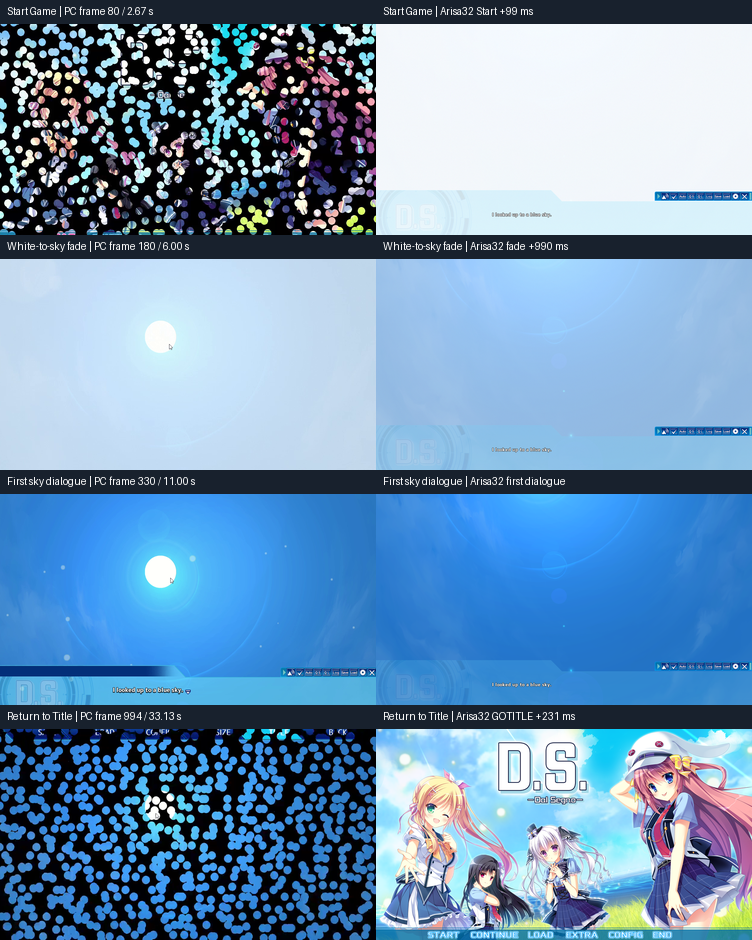 Start Game | PC frame 80 / 2.67 s
Start Game | Arisa32 Start +99 ms
D.S.
I looked up to a blue sky.
White-to-sky fade | PC frame 180 / 6.00 s
White-to-sky fade | Arisa32 fade +990 ms
D.S.
I looked up to a blue sky.
First sky dialogue | PC frame 330 / 11.00 s
First sky dialogue | Arisa32 first dialogue
D.S.
I looked up to a blue sky.
D.S.
I looked up to a blue sky.
Return to Title | PC frame 994 / 33.13 s
Return to Title | Arisa32 GOTITLE +231 ms
SIZE
D.S.
-Dal Segno-
START CONTINUE LOAD EXTRA CONFIG END